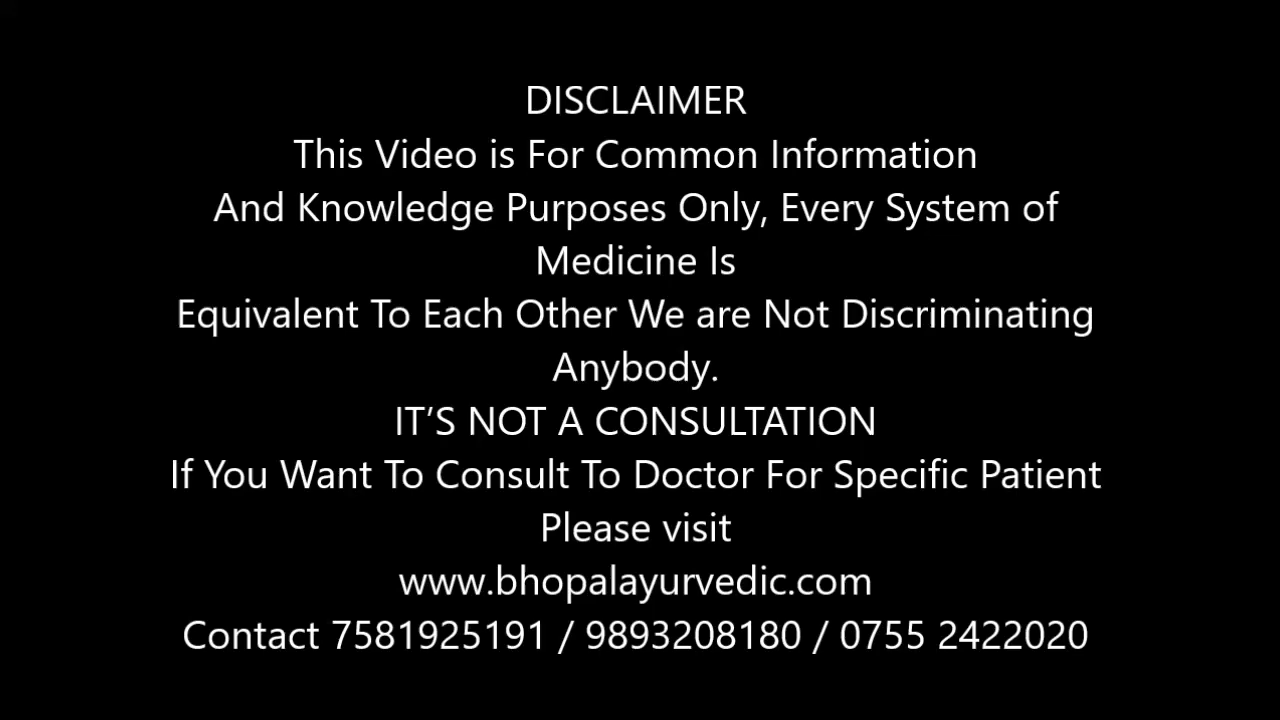 DISCLAIMER
This Video is For Common Information
And Knowledge Purposes Only, Every System of
Medicine Is
Equivalent To Each Other We are Not Discriminating
Anybody.
IT’S NOT A CONSULTATION
If You Want To Consult To Doctor For Specific Patient
Please visit
www.bhopalayurvedic.com
Contact 7581925191 / 9893208180 / 0755 2422020